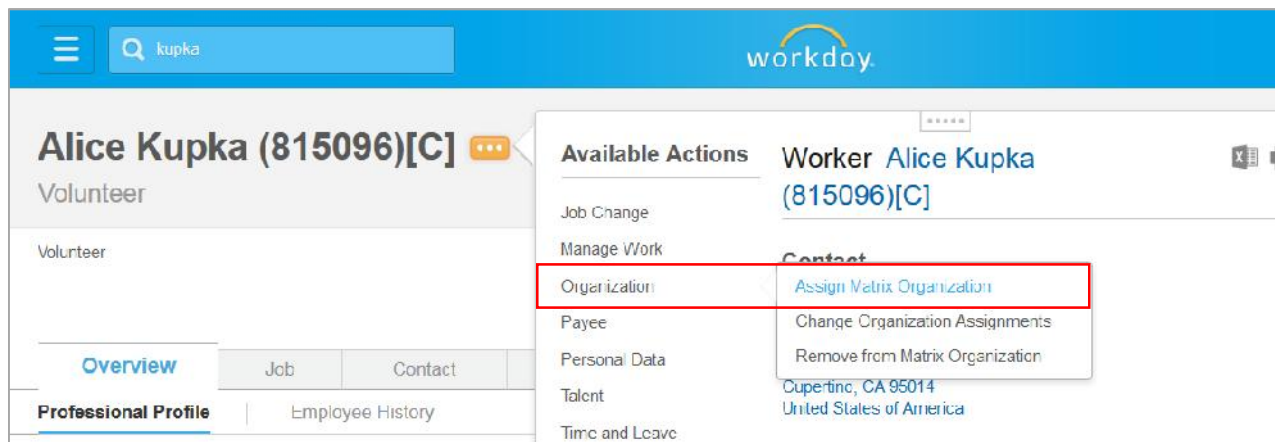 kupka
workday.
Alice Kupka (815096)[C]
Volunteer
Volunteer
Overview
Job
Contact
Professional Profile
Employee History
Available Actions
Job Change
Manage Work
Organization
Payee
Personal Data
Talent
Time and Leave
Worker Alice Kupka
(815096)[C]
Contact
Assign Matrix Organization
Change Organization Assignments
Remove from Matrix Organization
Cupertino, CA 95014
United States of America